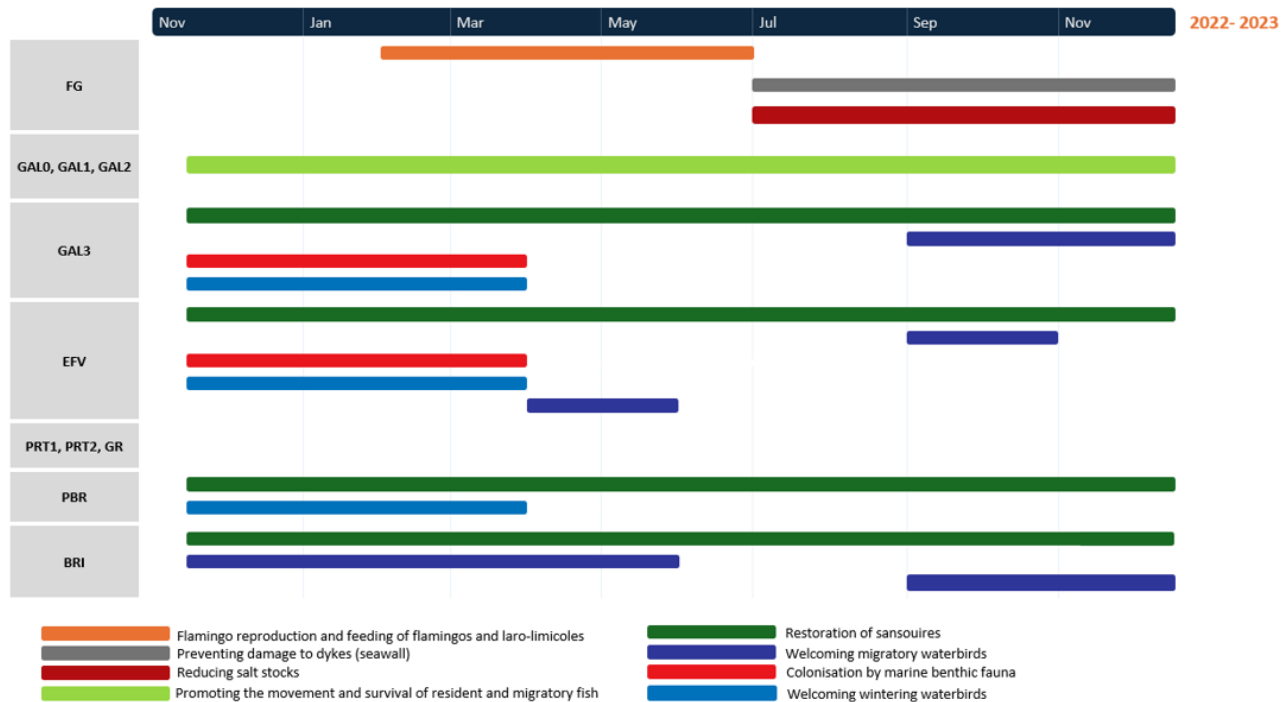 Nov Jan Mar May Jul Sep Nov 2022- 2023
FG
GAL0, GAL1, GAL2
GAL3
EFV
PRT1, PRT2, GR
PBR
BRI
Flamingo reproduction and feeding of flamingos and laro-limicoles
Preventing damage to dykes (seawall)
Reducing salt stocks
Promoting the movement and survival of resident and migratory fish
Restoration of sansouires
Welcoming migratory waterbirds
Colonisation by marine benthic fauna
Welcoming wintering waterbirds